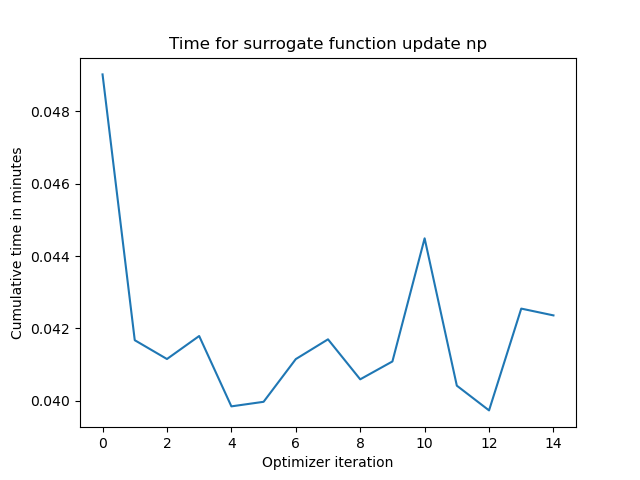 Time for surrogate function update np
Cumulative time in minutes
0.048
0.046
0.044
0.042
0.040
0 2 4 6 8 10 12 14
Optimizer iteration